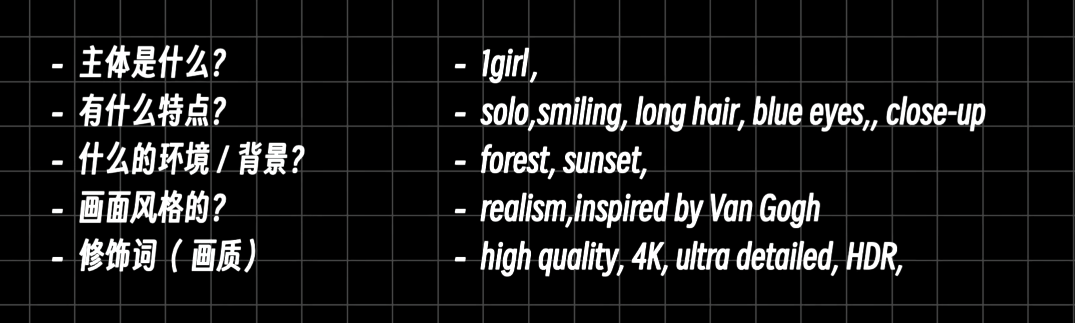 - 主体是什么?
- 有什么特点?
- 什么的环境 / 背景?
- 画面风格的?
- 修饰词（画质）
- 1girl,
- solo,smiling, long hair, blue eyes,, close-up
- forest, sunset,
- realism,inspired by Van Gogh
- high quality, 4K, ultra detailed, HDR,